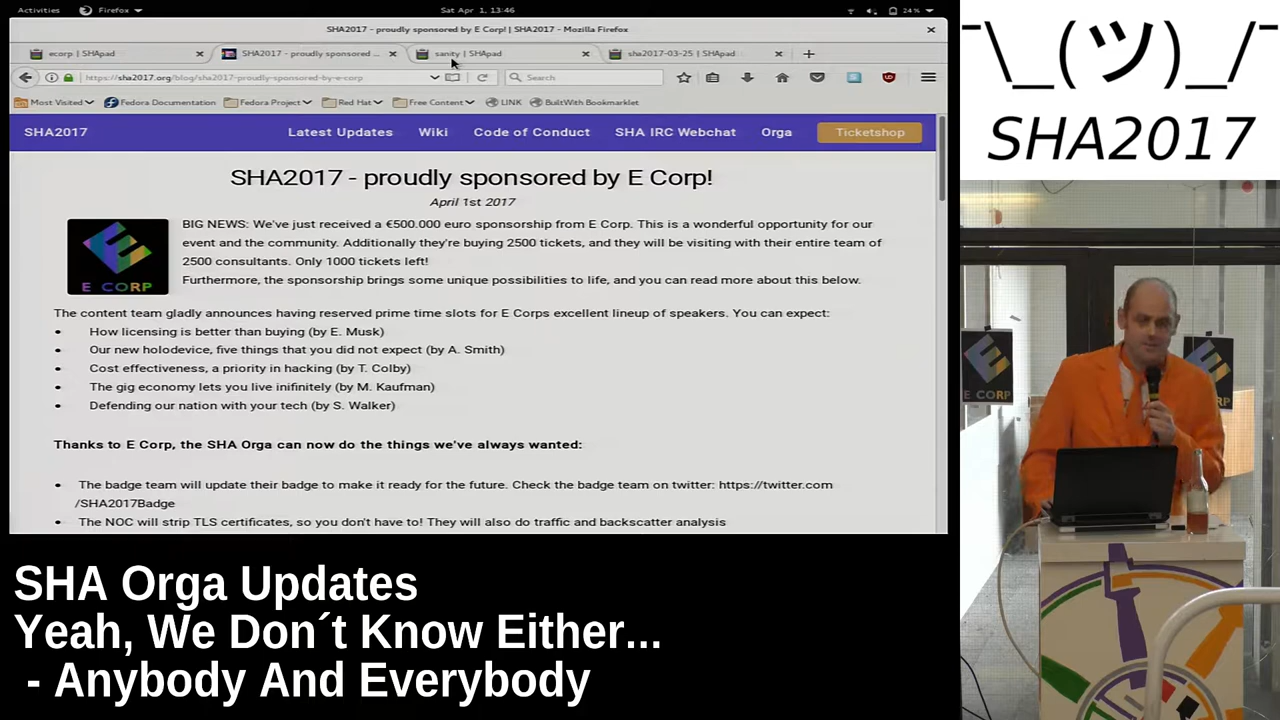 Activities
Firefox
Sat Apr 1, 13:46
24%
SHA2017 - proudly sponsored by E Corp! | SHA2017 - Mozilla Firefox
ecorp | SHApad
SHA2017 - proudly sponsored ...
sanity | SHApad
sha2017-03-25 | SHApad
https://sha2017.org/blog/sha2017-proudly-sponsored-by-e-corp
Search
Most Visited
Fedora Documentation
Fedora Project
Red Hat
Free Content
LINK
BuiltWith Bookmarklet
SHA2017
Latest Updates
Wiki
Code of Conduct
SHA IRC Webchat
Orga
Ticketshop
SHA2017 - proudly sponsored by E Corp!
April 1st 2017
E CORP
BIG NEWS: We've just received a €500.000 euro sponsorship from E Corp. This is a wonderful opportunity for our
event and the community. Additionally they're buying 2500 tickets, and they will be visiting with their entire team of
2500 consultants. Only 1000 tickets left!
Furthermore, the sponsorship brings some unique possibilities to life, and you can read more about this below.
The content team gladly announces having reserved prime time slots for E Corps excellent lineup of speakers. You can expect:
• How licensing is better than buying (by E. Musk)
• Our new holodevice, five things that you did not expect (by A. Smith)
• Cost effectiveness, a priority in hacking (by T. Colby)
• The gig economy lets you live inifinitely (by M. Kaufman)
• Defending our nation with your tech (by S. Walker)
Thanks to E Corp, the SHA Orga can now do the things we've always wanted:
• The badge team will update their badge to make it ready for the future. Check the badge team on twitter: https://twitter.com
/SHA2017Badge
• The NOC will strip TLS certificates, so you don't have to! They will also do traffic and backscatter analysis
¯\_(ツ)_/¯
SHA2017
E CORP
E CORP
SHA Orga Updates
Yeah, We Don´t Know Either...
- Anybody And Everybody